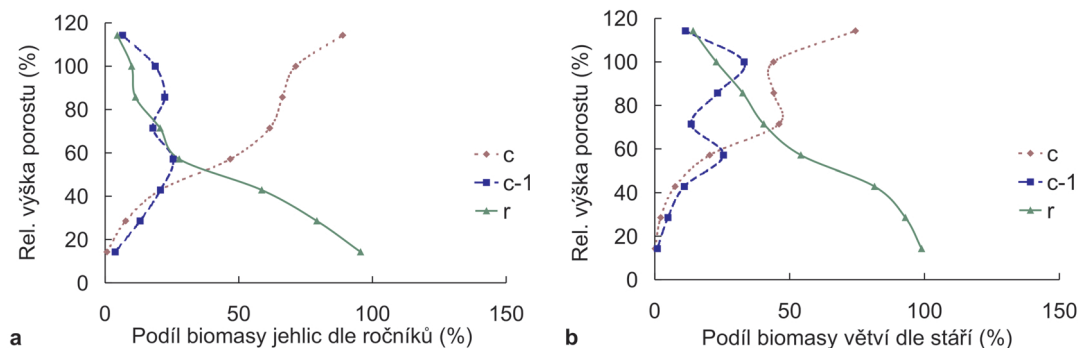 Rel. výška porostu (%)
120
100
80
60
40
20
0
0 50 100 150
c
c-1
r
a Podíl biomasy jehlic dle ročníků (%)
Rel. výška porostu (%)
120
100
80
60
40
20
0
0 50 100 150
c
c-1
r
b Podíl biomasy větví dle stáří (%)